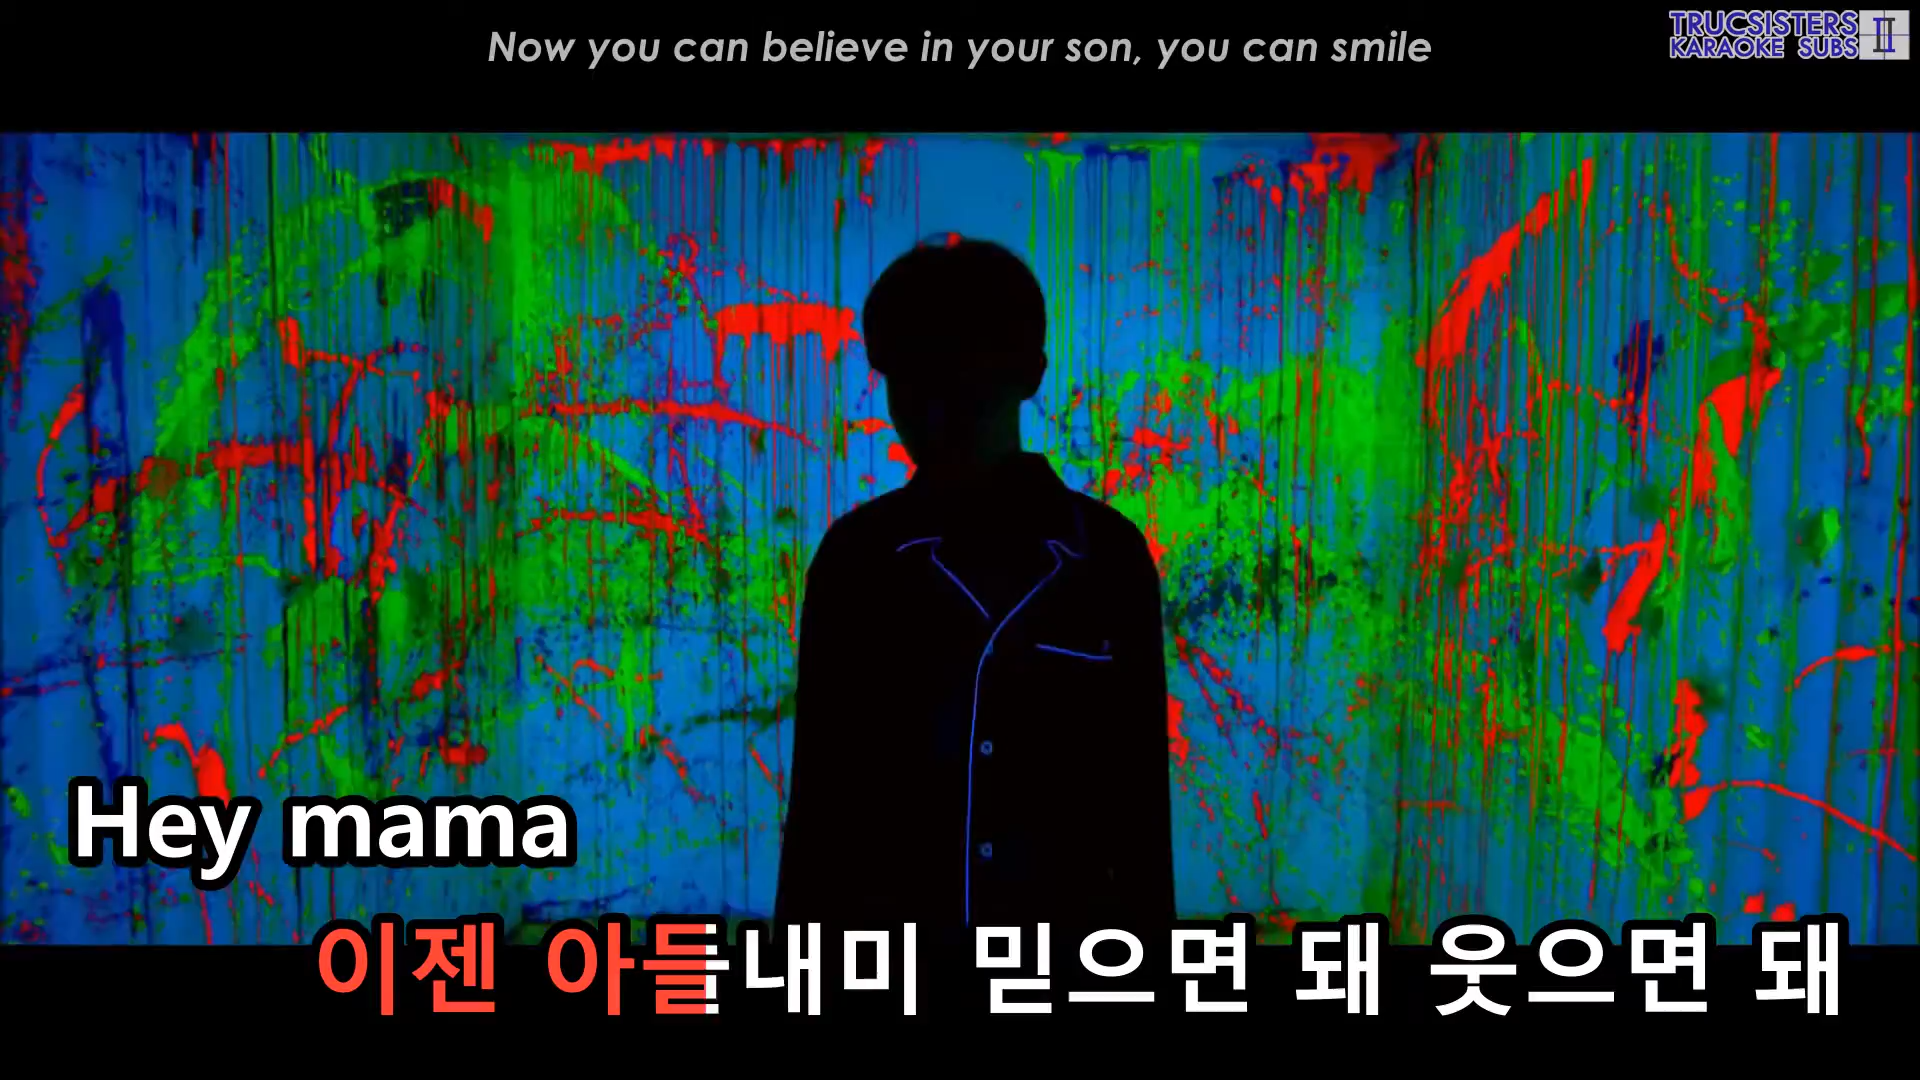 Now you can believe in your son, you can smile
TRUCSISTERS
KARAOKE SUBS II
Hey mama
이젠 아들내미 믿으면 돼 웃으면 돼